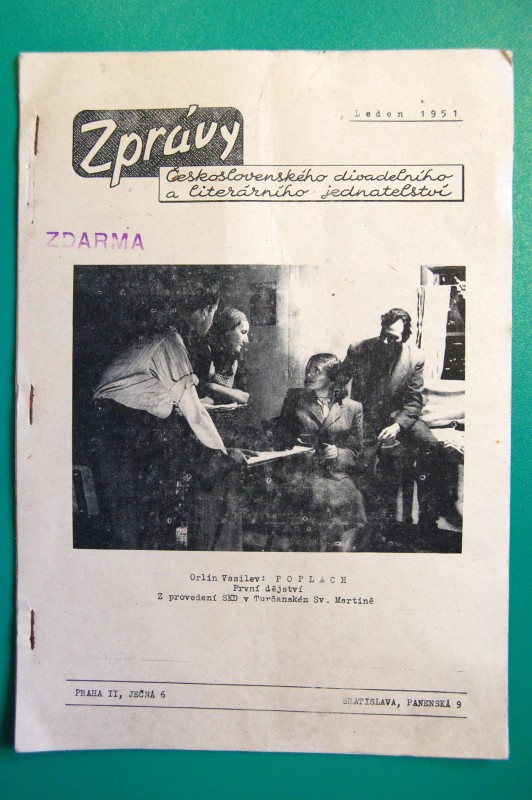 Leden 1951
Zprávy
Československého divadelního
a literárního jednatelství
ZDARMA
Orlin Vasilev: POPLACH
První dějství
Z provedení SKD v Turčanském Sv. Martině
PRAHA II, JEČNÁ 6
BRATISLAVA, PANENSKÁ 9